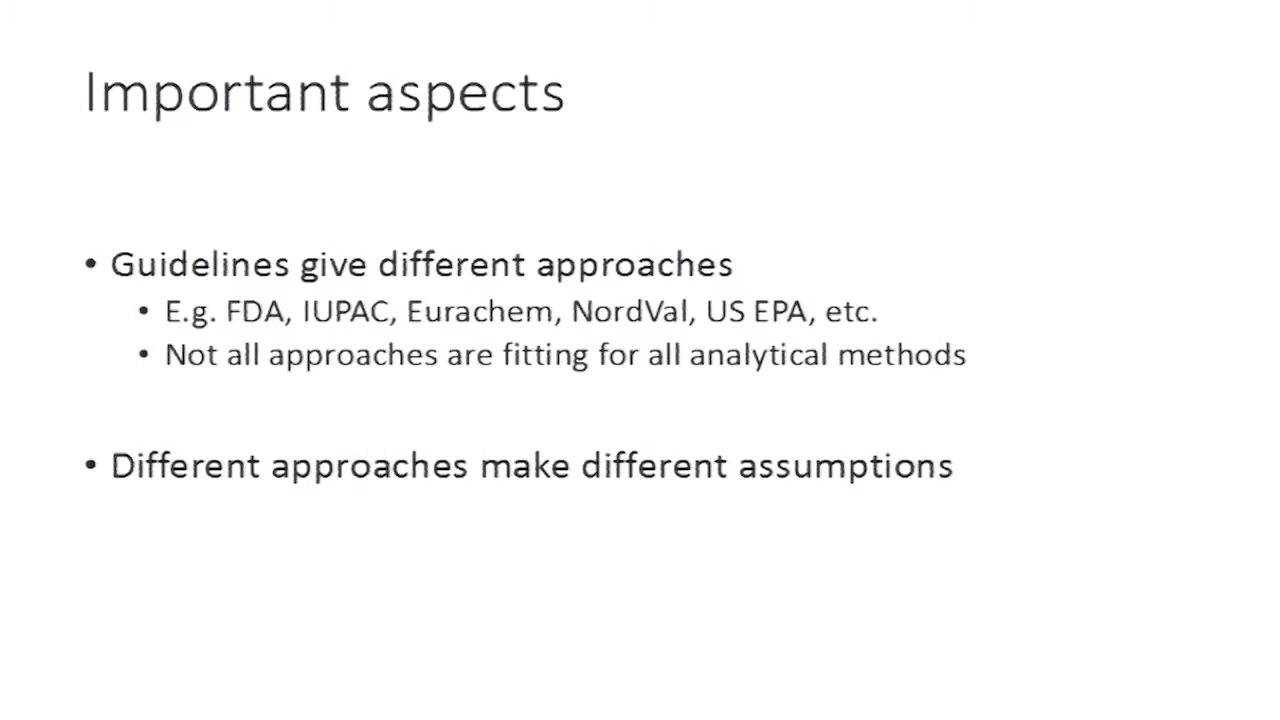 Important aspects
• Guidelines give different approaches
• E.g. FDA, IUPAC, Eurachem, NordVal, US EPA, etc.
• Not all approaches are fitting for all analytical methods
• Different approaches make different assumptions